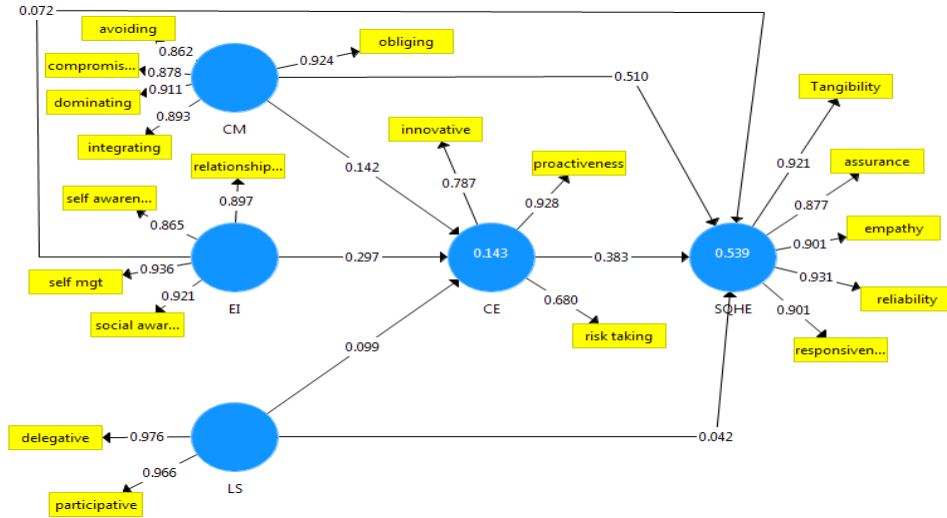 0.072
avoiding
0.862
obliging
0.924
compromis...
0.878
dominating
0.911
0.893
integrating
CM
0.510
Tangibility
innovative
relationship...
0.142
0.787
proactiveness
0.928
0.921
assurance
0.877
self awaren...
0.865
0.897
empathy
0.901
self mgt
0.936
0.297
0.143
0.383
0.539
0.931
reliability
0.921
social awar...
EI
CE
0.680
risk taking
SQHE
0.901
responsiven...
0.099
delegative
0.976
0.042
0.966
participative
LS